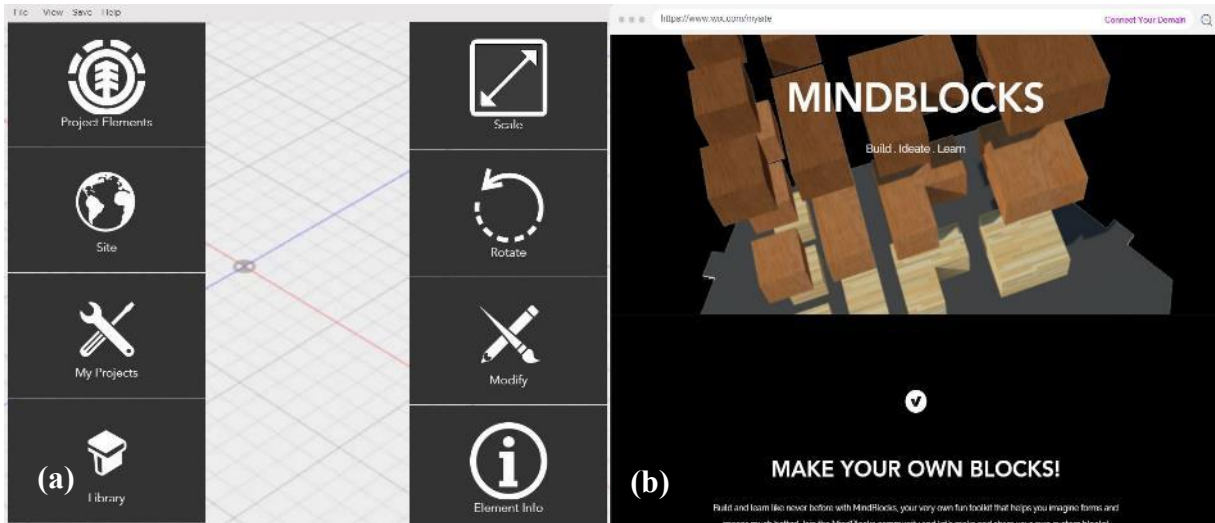 File View Save Help
Project Elements
Site
My Projects
Library
(a)
Scale
Rotate
Modify
Element Info
https://www.wix.com/mysite
Connect Your Domain
MINDBLOCKS
Build . Ideate . Learn
MAKE YOUR OWN BLOCKS!
Build and learn like never before with MindBlocks, your very own fun toolkit that helps you imagine forms and
(b)